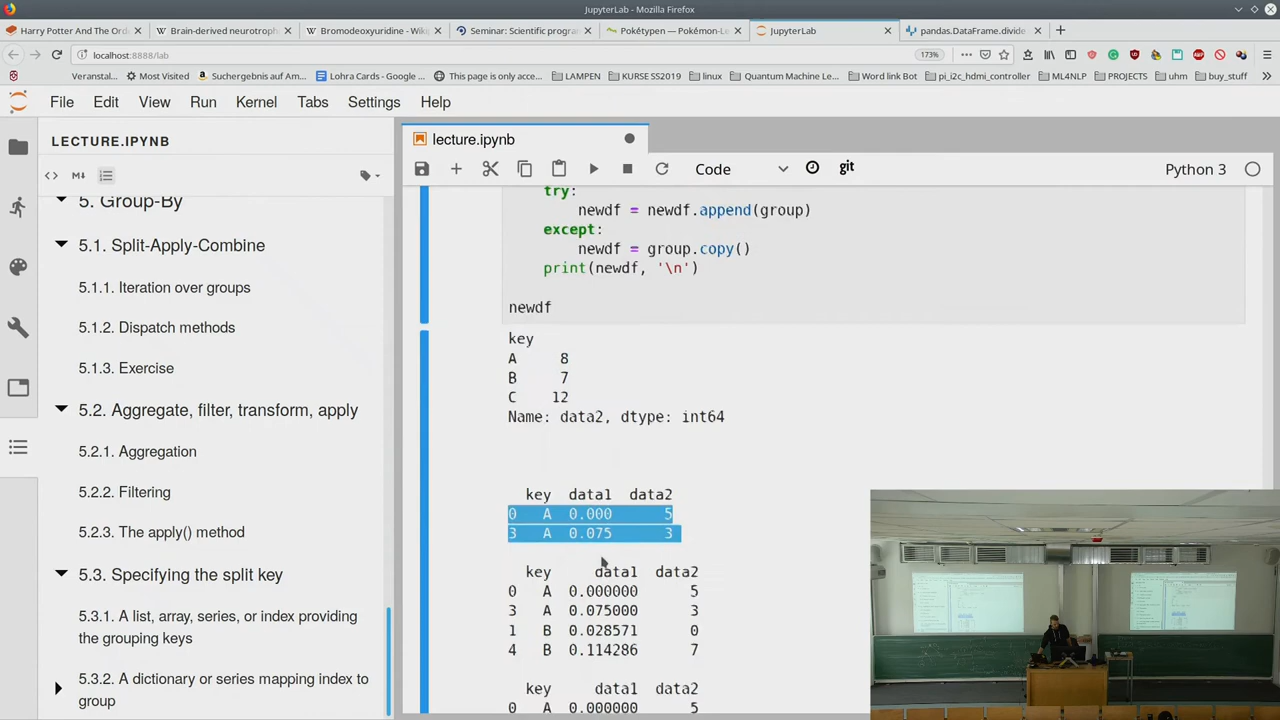 JupyterLab - Mozilla Firefox
Harry Potter And The Ord
Brain-derived neurotroph
Bromodeoxyuridine - Wiki
Seminar: Scientific progra
Pokétypen — Pokémon-Le
JupyterLab
pandas.DataFrame.divide
localhost:8888/lab
173%
Veranstal...
Most Visited
Suchergebnis auf Am...
Lohra Cards - Google ...
This page is only acce...
LAMPEN
KURSE SS2019
linux
Quantum Machine Le...
Word link Bot
pi_i2c_hdmi_controller
ML4NLP
PROJECTS
uhm
buy_stuff
File Edit View Run Kernel Tabs Settings Help
LECTURE.IPYNB
5. Group-By
5.1. Split-Apply-Combine
5.1.1. Iteration over groups
5.1.2. Dispatch methods
5.1.3. Exercise
5.2. Aggregate, filter, transform, apply
5.2.1. Aggregation
5.2.2. Filtering
5.2.3. The apply() method
5.3. Specifying the split key
5.3.1. A list, array, series, or index providing
the grouping keys
5.3.2. A dictionary or series mapping index to
group
lecture.ipynb
Code
git
Python 3
try:
newdf = newdf.append(group)
except:
newdf = group.copy()
print(newdf, '\n')
newdf
key
A 8
B 7
C 12
Name: data2, dtype: int64
key data1 data2
0 A 0.000 5
3 A 0.075 3
key data1 data2
0 A 0.000000 5
3 A 0.075000 3
1 B 0.028571 0
4 B 0.114286 7
key data1 data2
0 A 0.000000 5